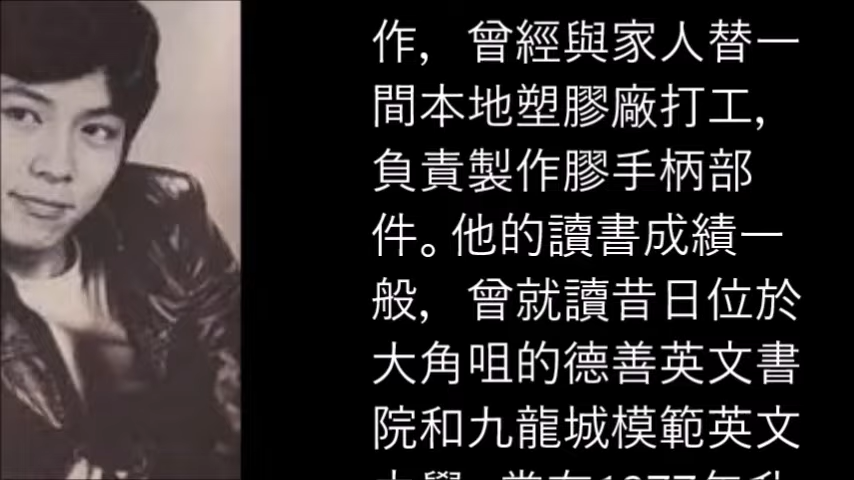 作，曾經與家人替一
間本地塑膠廠打工，
負責製作膠手柄部
件。他的讀書成績一
般，曾就讀昔日位於
大角咀的德善英文書
院和九龍城模範英文